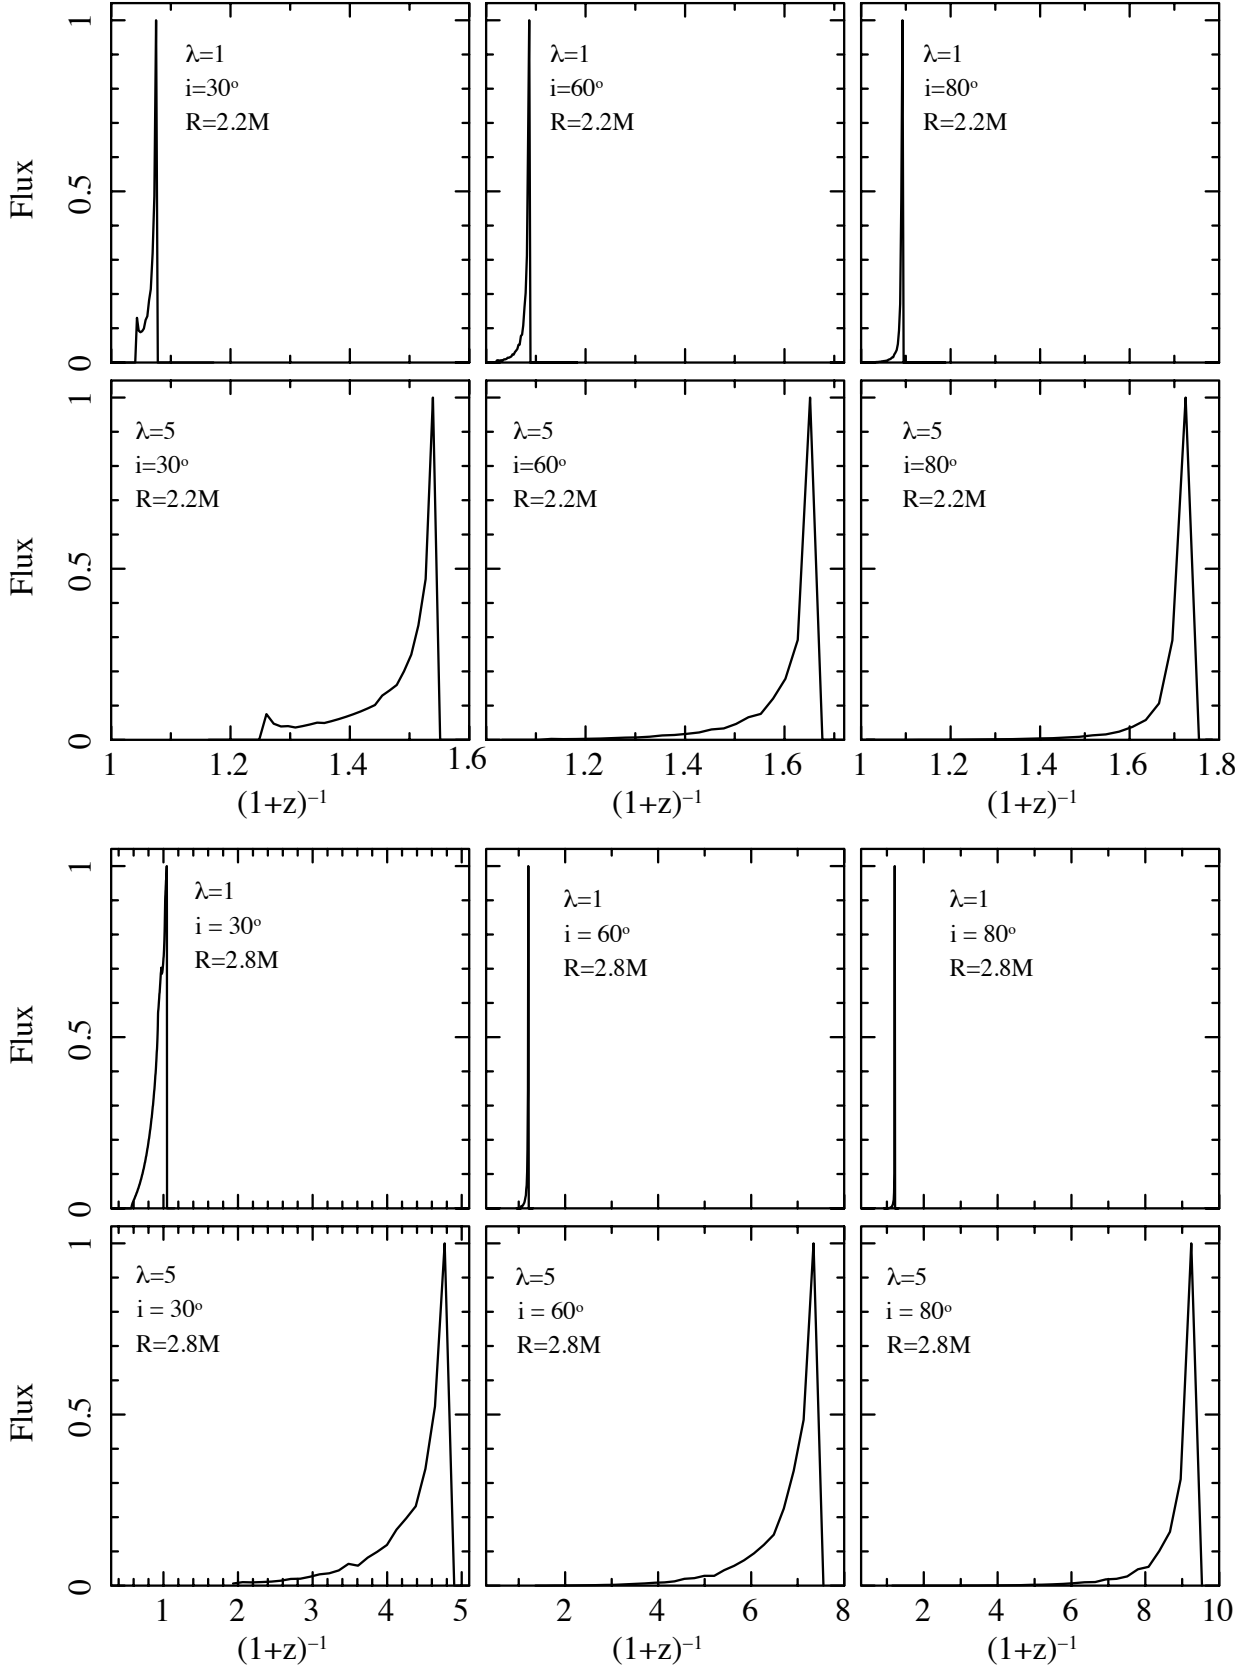 Flux
1
0.5
0
λ=1
i=30°
R=2.2M
λ=1
i=60°
R=2.2M
λ=1
i=80°
R=2.2M
Flux
1
0.5
0
λ=5
i=30°
R=2.2M
λ=5
i=60°
R=2.2M
λ=5
i=80°
R=2.2M
1 1.2 1.4 1.6
1.2 1.4 1.6
1 1.2 1.4 1.6 1.8
(1+z)⁻¹ (1+z)⁻¹ (1+z)⁻¹
Flux
1
0.5
0
λ=1
i = 30°
R=2.8M
λ=1
i = 60°
R=2.8M
λ=1
i = 80°
R=2.8M
Flux
1
0.5
0
λ=5
i = 30°
R=2.8M
λ=5
i = 60°
R=2.8M
λ=5
i = 80°
R=2.8M
1 2 3 4 5
2 4 6 8
2 4 6 8 10
(1+z)⁻¹ (1+z)⁻¹ (1+z)⁻¹